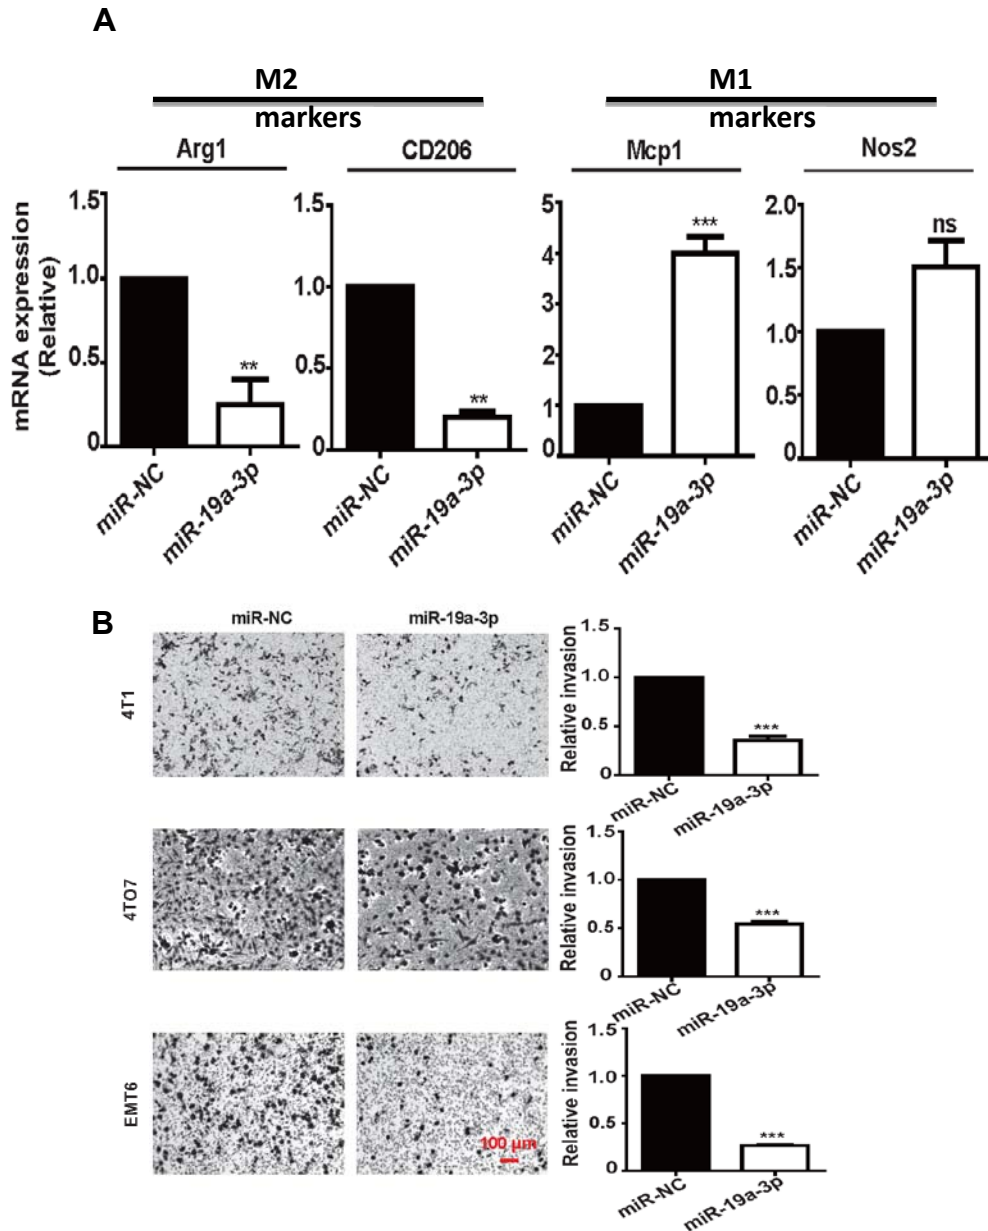 A
M2
markers
M1
markers
Arg1
CD206
Mcp1
Nos2
mRNA expression
(Relative)
1.5
1.0
0.5
0
**
miR-NC
miR-19a-3p
1.5
1.0
0.5
0
**
miR-NC
miR-19a-3p
5
4
3
2
1
0
***
miR-NC
miR-19a-3p
2.0
1.5
1.0
0.5
0
ns
miR-NC
miR-19a-3p
B
miR-NC
miR-19a-3p
4T1
Relative invasion
1.5
1.0
0.5
0
***
miR-NC
miR-19a-3p
4TO7
Relative invasion
1.5
1.0
0.5
0
***
miR-NC
miR-19a-3p
EMT6
100 μm
Relative invasion
1.5
1.0
0.5
0
***
miR-NC
miR-19a-3p